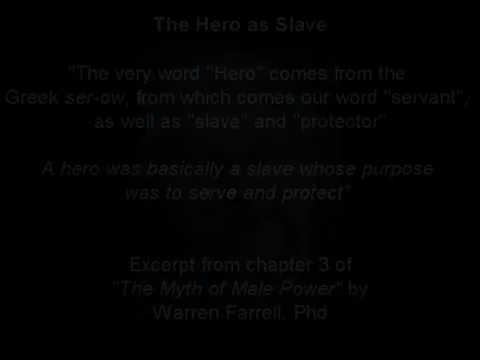 The Hero as Slave
"The very word "Hero" comes from the
Greek ser-ow, from which comes our word "servant",
as well as "slave" and "protector"
A hero was basically a slave whose purpose
was to serve and protect"
Excerpt from chapter 3 of
"The Myth of Male Power" by
Warren Farrell, Phd